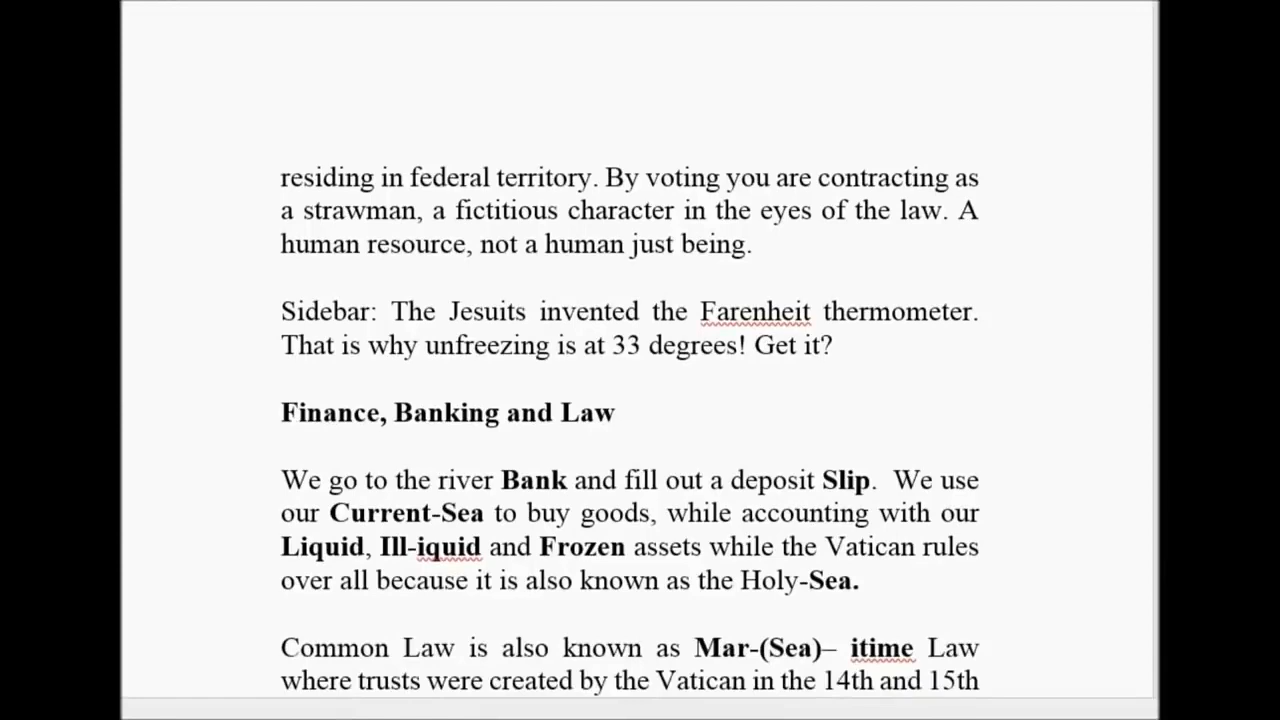 residing in federal territory. By voting you are contracting as
a strawman, a fictitious character in the eyes of the law. A
human resource, not a human just being.
Sidebar: The Jesuits invented the Farenheit thermometer.
That is why unfreezing is at 33 degrees! Get it?
Finance, Banking and Law
We go to the river Bank and fill out a deposit Slip.  We use
our Current-Sea to buy goods, while accounting with our
Liquid, Ill-iquid and Frozen assets while the Vatican rules
over all because it is also known as the Holy-Sea.
Common Law is also known as Mar-(Sea)– itime Law
where trusts were created by the Vatican in the 14th and 15th